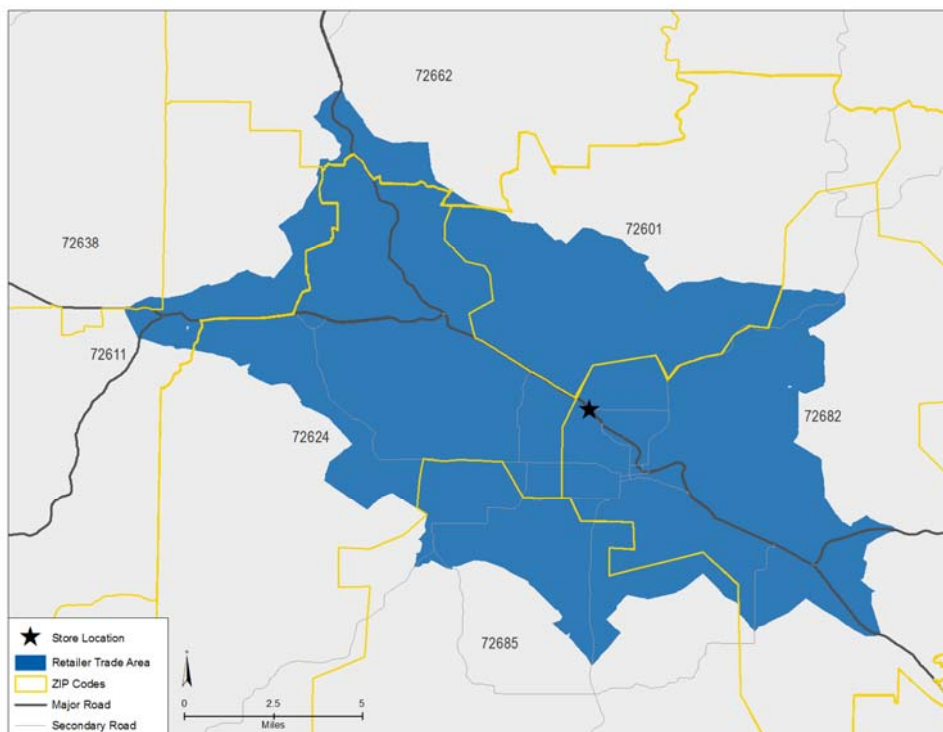 72662
72601
72638
72611
72682
72624
72685
Store Location
Retailer Trade Area
ZIP Codes
Major Road
Secondary Road
0 2.5 5
Miles